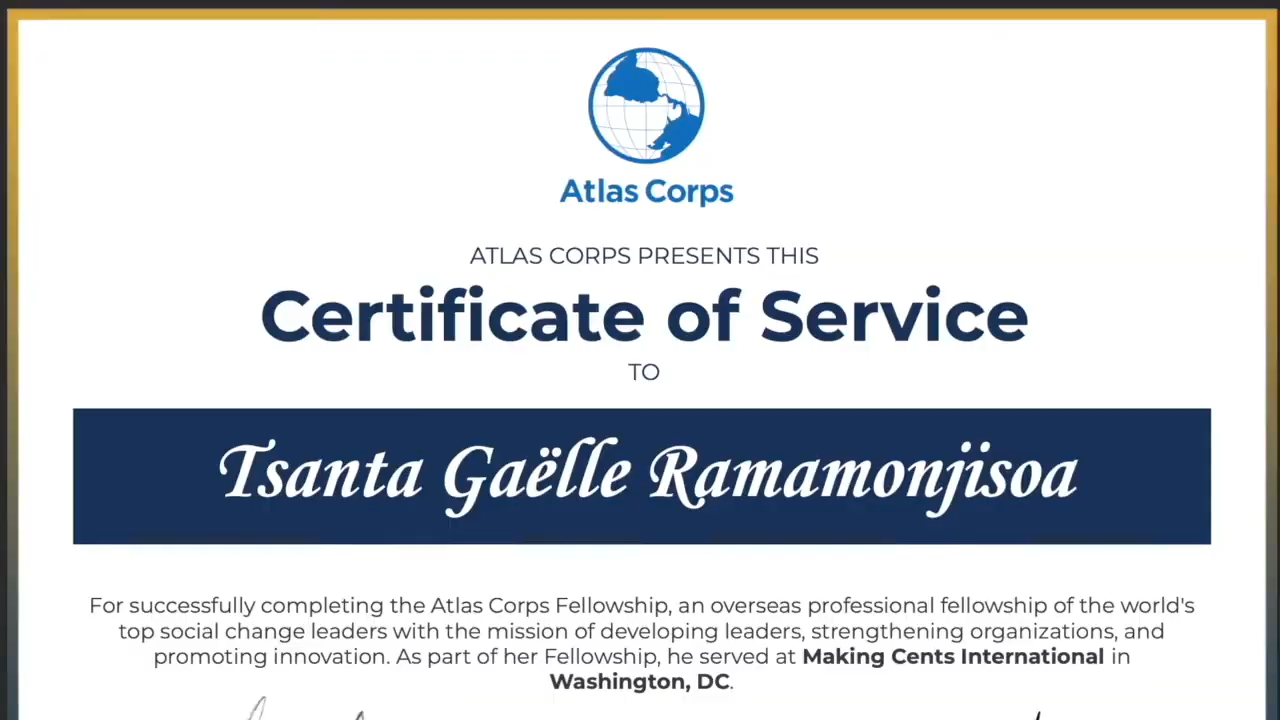 Atlas Corps
ATLAS CORPS PRESENTS THIS
Certificate of Service
TO
Tsanta Gaëlle Ramamonjisoa
For successfully completing the Atlas Corps Fellowship, an overseas professional fellowship of the world's
top social change leaders with the mission of developing leaders, strengthening organizations, and
promoting innovation. As part of her Fellowship, he served at Making Cents International in
Washington, DC.